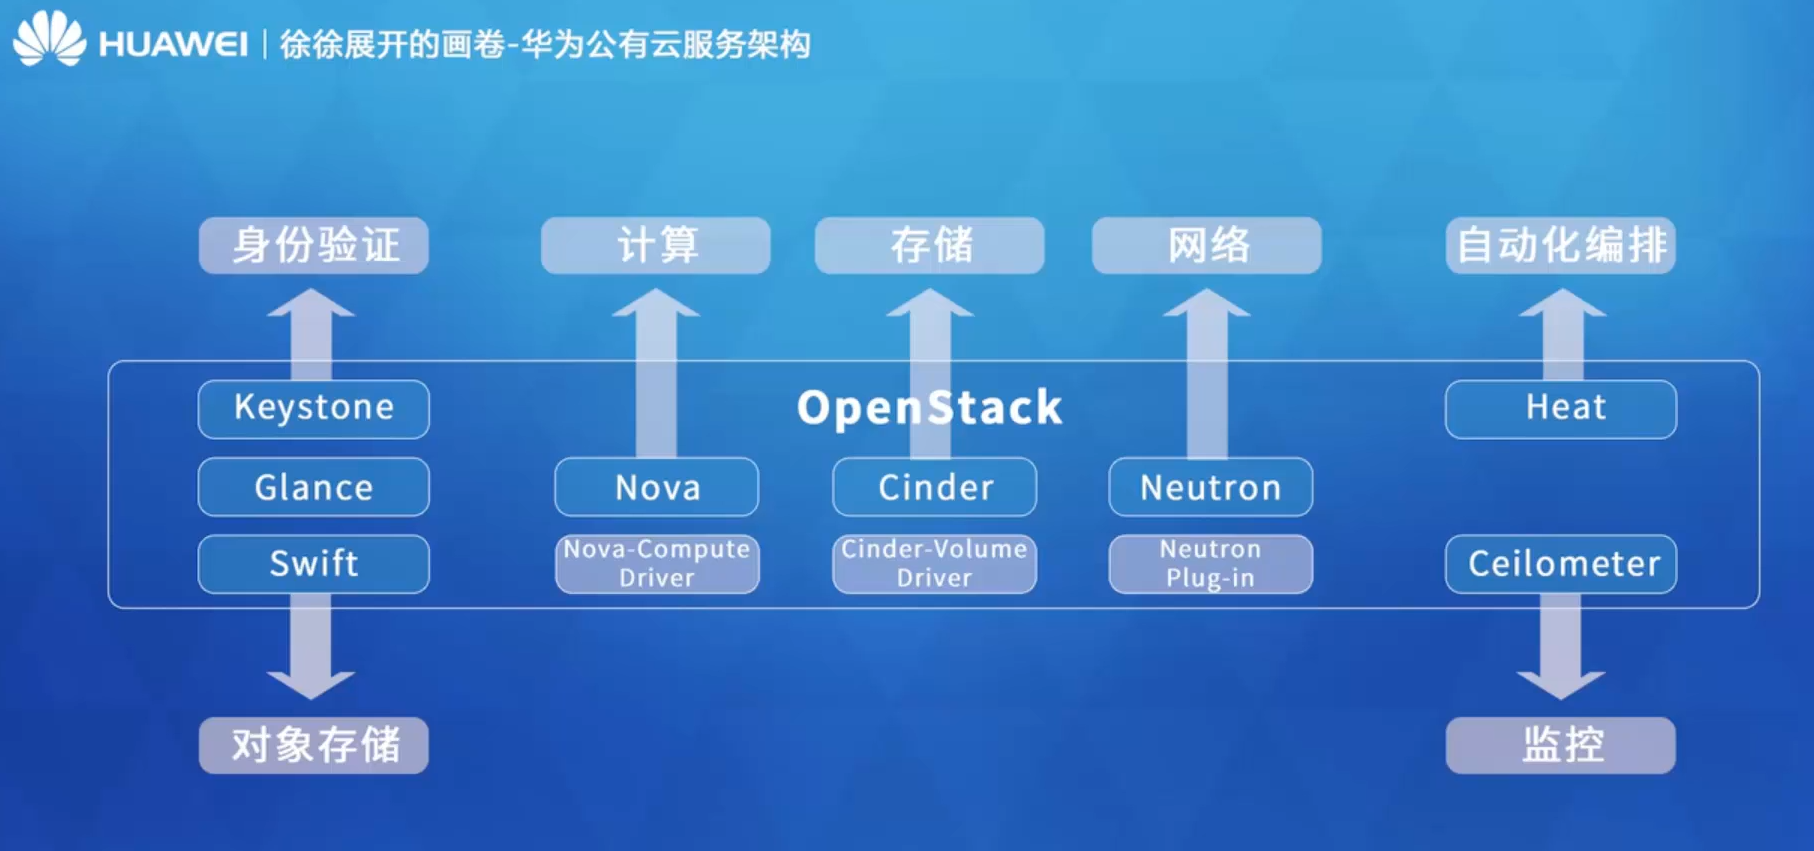 HUAWEI | 徐徐展开的画卷-华为公有云服务架构
身份验证
计算
存储
网络
自动化编排
OpenStack
Keystone
Heat
Glance
Nova
Cinder
Neutron
Swift
Nova-Compute
Driver
Cinder-Volume
Driver
Neutron
Plug-in
Ceilometer
对象存储
监控